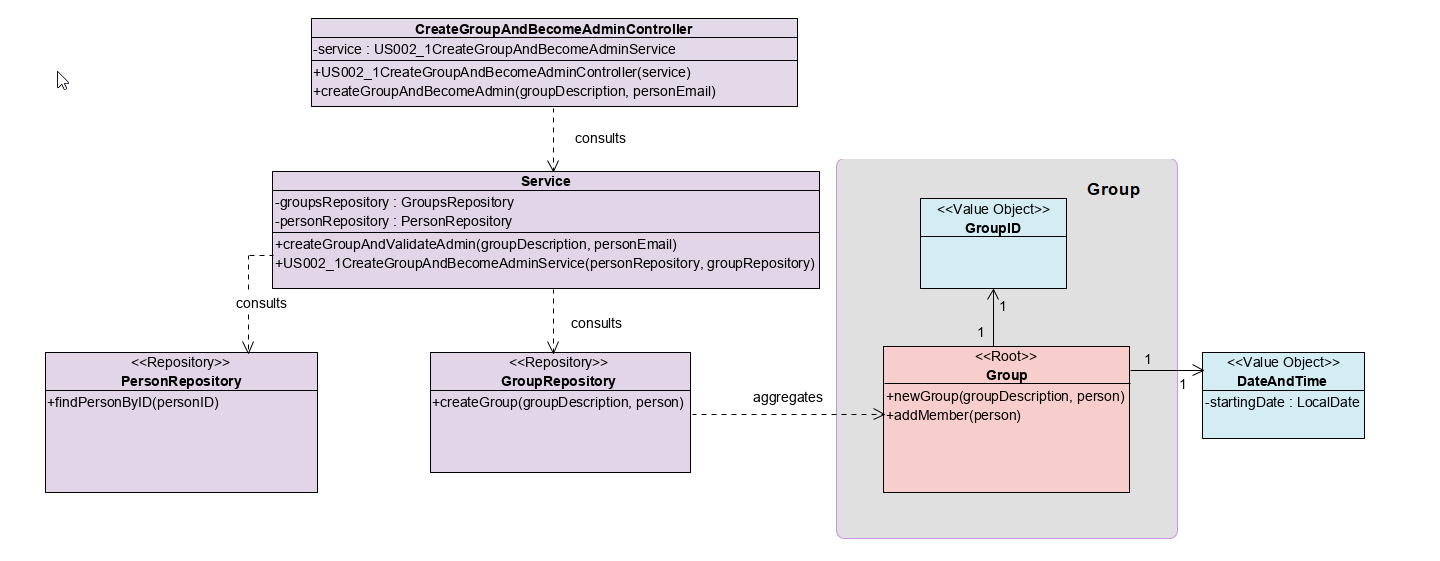 CreateGroupAndBecomeAdminController
-service : US002_1CreateGroupAndBecomeAdminService
+US002_1CreateGroupAndBecomeAdminController(service)
+createGroupAndBecomeAdmin(groupDescription, personEmail)
consults
Service
-groupsRepository : GroupsRepository
-personRepository : PersonRepository
+createGroupAndValidateAdmin(groupDescription, personEmail)
+US002_1CreateGroupAndBecomeAdminService(personRepository, groupRepository)
consults
consults
<<Repository>>
PersonRepository
+findPersonByID(personID)
<<Repository>>
GroupRepository
+createGroup(groupDescription, person)
aggregates
Group
<<Value Object>>
GroupID
1
1
<<Root>>
Group
+newGroup(groupDescription, person)
+addMember(person)
1
1
<<Value Object>>
DateAndTime
-startingDate : LocalDate